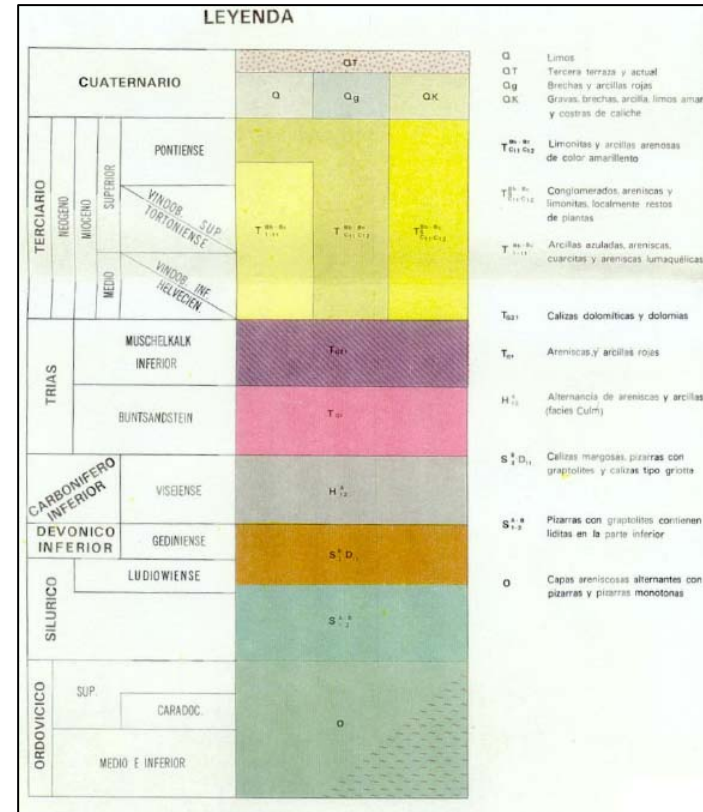 LEYENDA
CUATERNARIO
QT
Q
Qg
QK
TERCIARIO
NEOGENO
MIOCENO
SUPERIOR
MEDIO
PONTIENSE
VINDOB. SUP
TORTONIENSE
VINDOB. INF
HELVECIEN.
TRIAS
MUSCHELKALK
INFERIOR
BUNTSANDSTEIN
CARBONIFERO
INFERIOR
VISEIENSE
DEVONICO
INFERIOR
GEDINIENSE
SILURICO
LUDIOWIENSE
ORDOVICICO
SUP.
CARADOC.
MEDIO E INFERIOR
O
Q Limos
QT Tercera terraza y actual
Qg Brechas y arcillas rojas
QK Gravas, brechas, arcilla, limos amar
y costras de caliche
Limonitas y arcillas arenosas
de color amarillento
Conglomerados, areniscas y
limonitas, localmente restos
de plantas
Arcillas azuladas, areniscas,
cuarcitas y areniscas lumaquélicas
TG21 Calizas dolomíticas y dolomias
TG1 Areniscas y arcillas rojas
Alternancia de areniscas y arcillas
(facies Culm)
Calizas margosas, pizarras con
graptolites y calizas tipo griotte
Pizarras con graptolites contienen
liditas en la parte inferior
O Capas areniscosas alternantes con
pizarras y pizarras monotonas